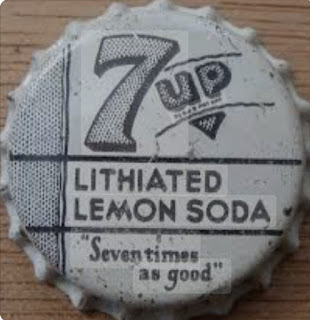 7 up
LITHIATED
LEMON SODA
"Seven times
as good"